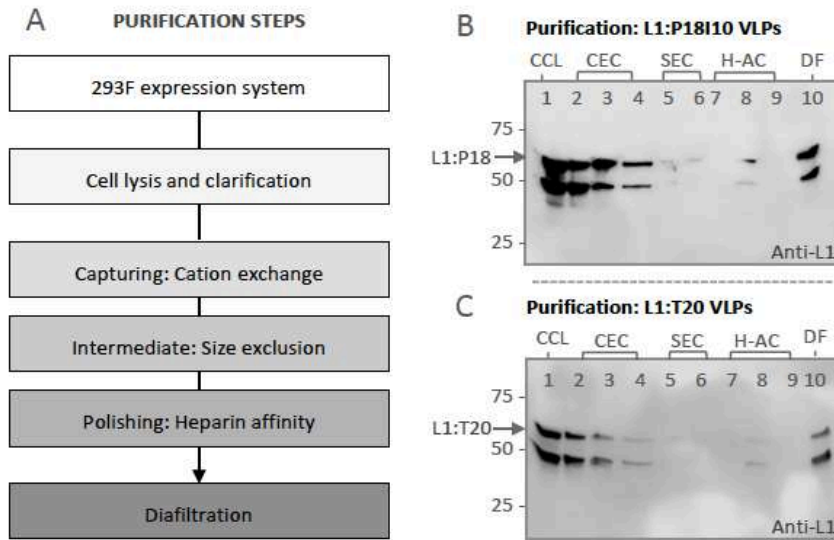 A
PURIFICATION STEPS
293F expression system
Cell lysis and clarification
Capturing: Cation exchange
Intermediate: Size exclusion
Polishing: Heparin affinity
Diafiltration
B
Purification: L1:P18I10 VLPs
CCL CEC SEC H-AC DF
1 2 3 4 5 6 7 8 9 10
75
L1:P18
50
25
Anti-L1
C
Purification: L1:T20 VLPs
CCL CEC SEC H-AC DF
1 2 3 4 5 6 7 8 9 10
75
L1:T20
50
25
Anti-L1